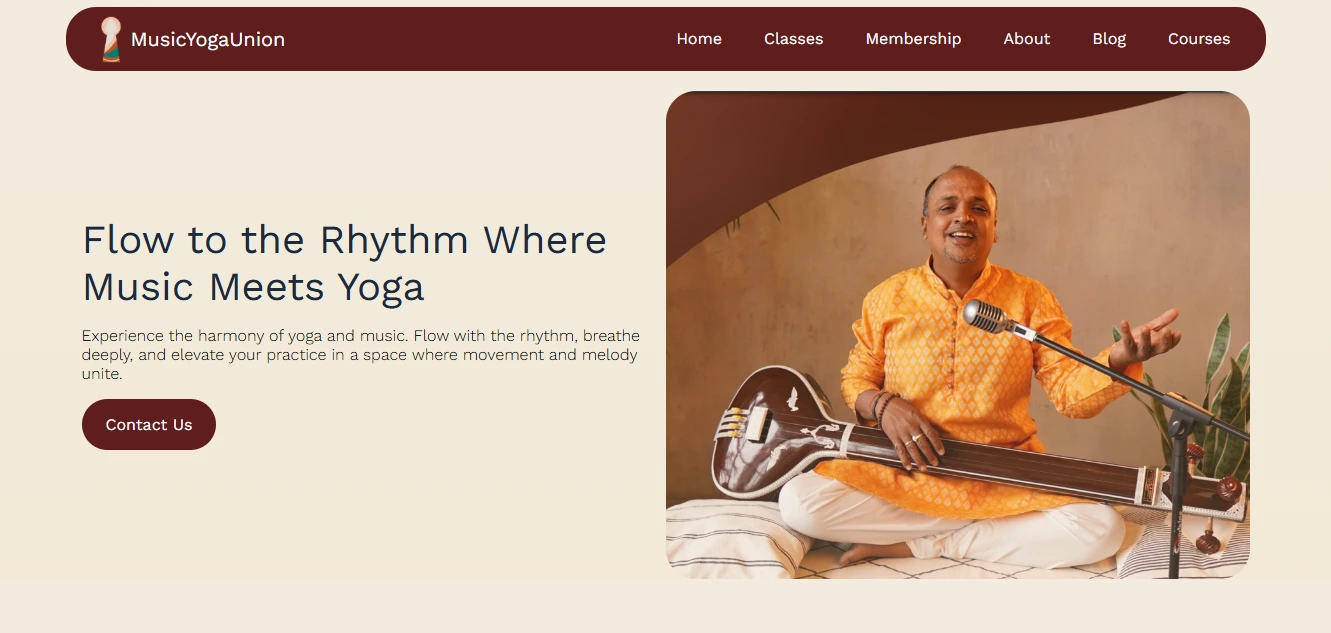 MusicYogaUnion
Home Classes Membership About Blog Courses
Flow to the Rhythm Where
Music Meets Yoga
Experience the harmony of yoga and music. Flow with the rhythm, breathe
deeply, and elevate your practice in a space where movement and melody
unite.
Contact Us